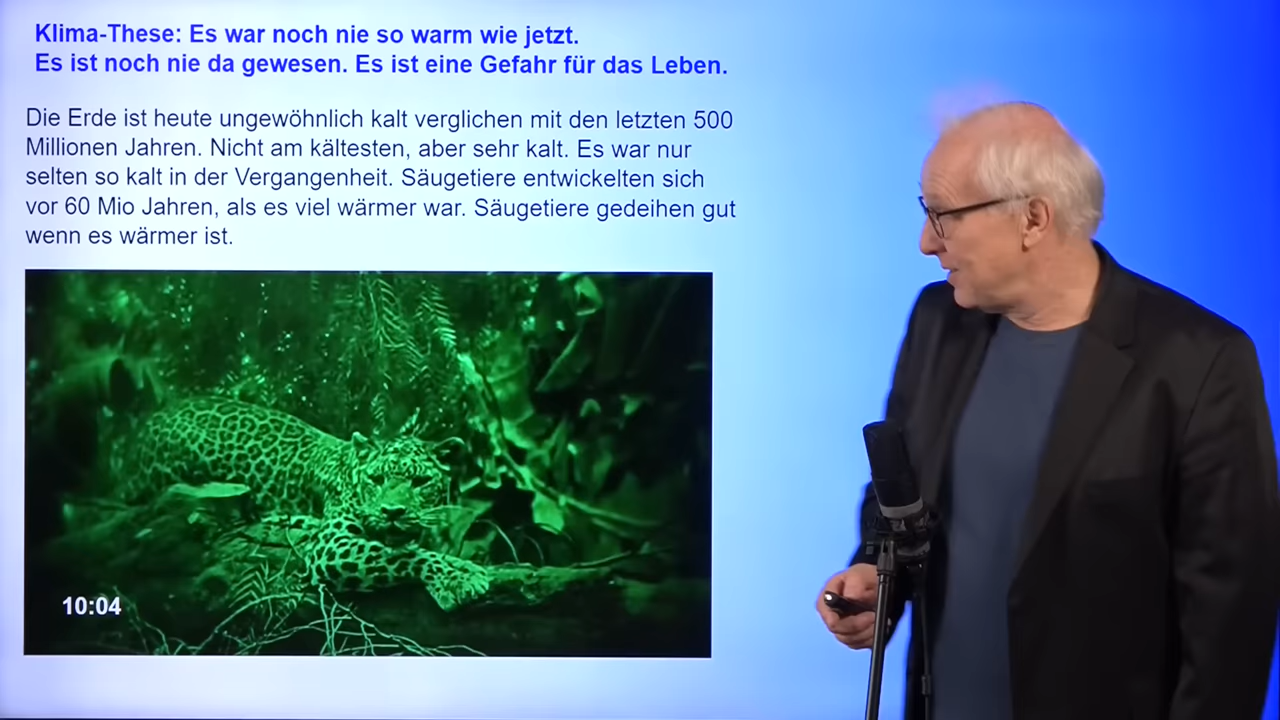 Klima-These: Es war noch nie so warm wie jetzt.
Es ist noch nie da gewesen. Es ist eine Gefahr für das Leben.
Die Erde ist heute ungewöhnlich kalt verglichen mit den letzten 500
Millionen Jahren. Nicht am kältesten, aber sehr kalt. Es war nur
selten so kalt in der Vergangenheit. Säugetiere entwickelten sich
vor 60 Mio Jahren, als es viel wärmer war. Säugetiere gedeihen gut
wenn es wärmer ist.
10:04